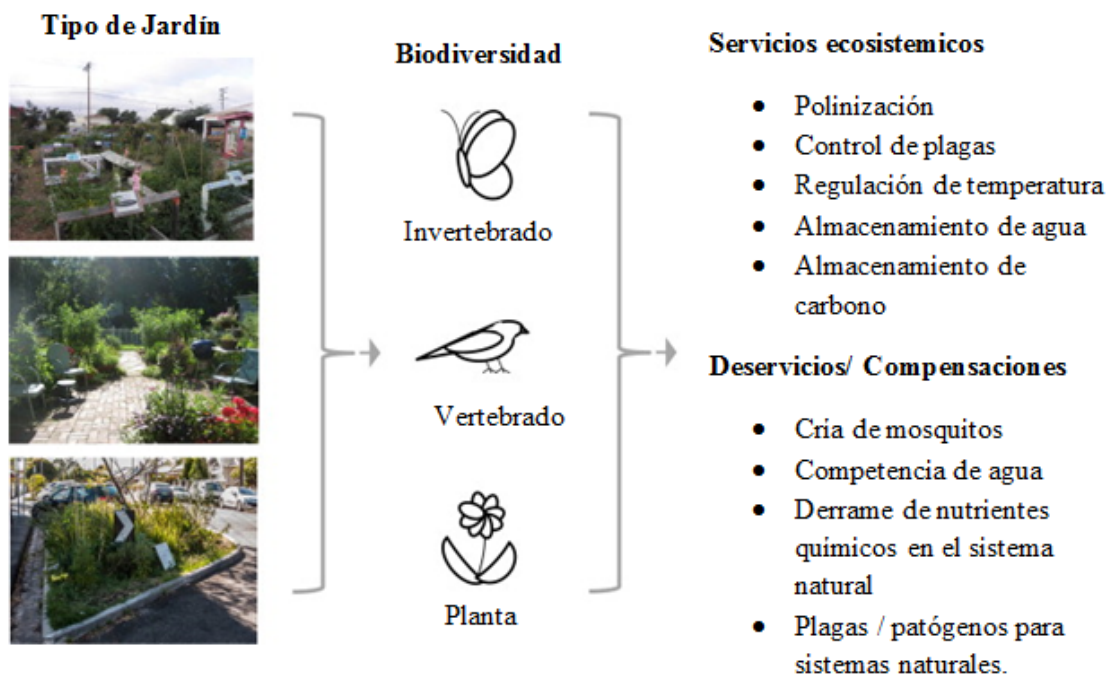 Tipo de Jardín
Biodiversidad
Invertebrado
Vertebrado
Planta
Servicios ecosistemicos
• Polinización
• Control de plagas
• Regulación de temperatura
• Almacenamiento de agua
• Almacenamiento de
carbono
Deservicios/ Compensaciones
• Cria de mosquitos
• Competencia de agua
• Derrame de nutrientes
químicos en el sistema
natural
• Plagas / patógenos para
sistemas naturales.